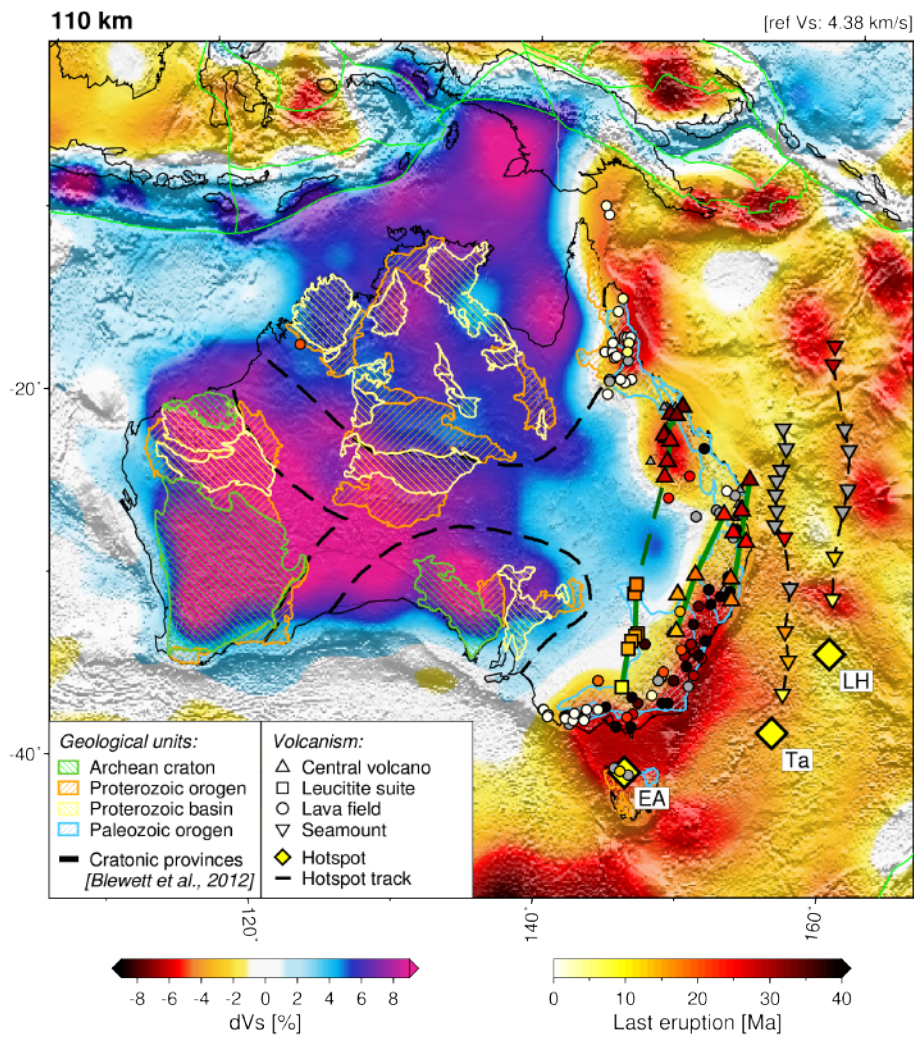 110 km
[ref Vs: 4.38 km/s]
-20°
-40°
LH
Ta
EA
Geological units:
Archean craton
Proterozoic orogen
Proterozoic basin
Paleozoic orogen
Cratonic provinces
[Blewett et al., 2012]
Volcanism:
Central volcano
Leucitite suite
Lava field
Seamount
Hotspot
Hotspot track
120°
140°
160°
-8 -6 -4 -2 0 2 4 6 8
dVs [%]
0 10 20 30 40
Last eruption [Ma]